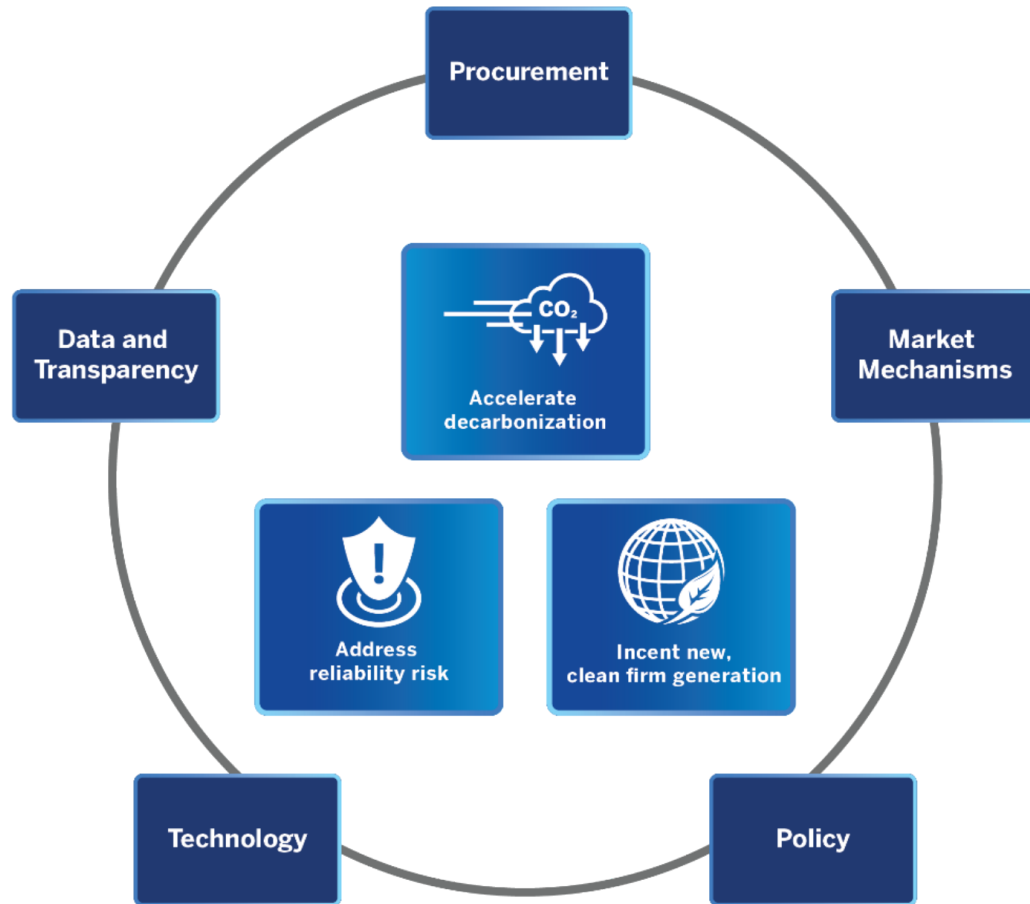 Procurement
Data and
Transparency
Market
Mechanisms
CO₂
Accelerate
decarbonization
Address
reliability risk
Incent new,
clean firm generation
Technology
Policy